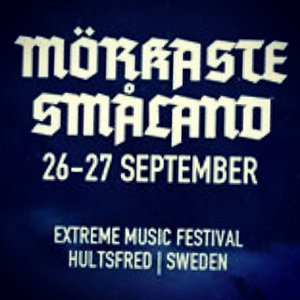 MÖRKASTE
SMÅLAND
26-27 SEPTEMBER
EXTREME MUSIC FESTIVAL
HULTSFRED | SWEDEN